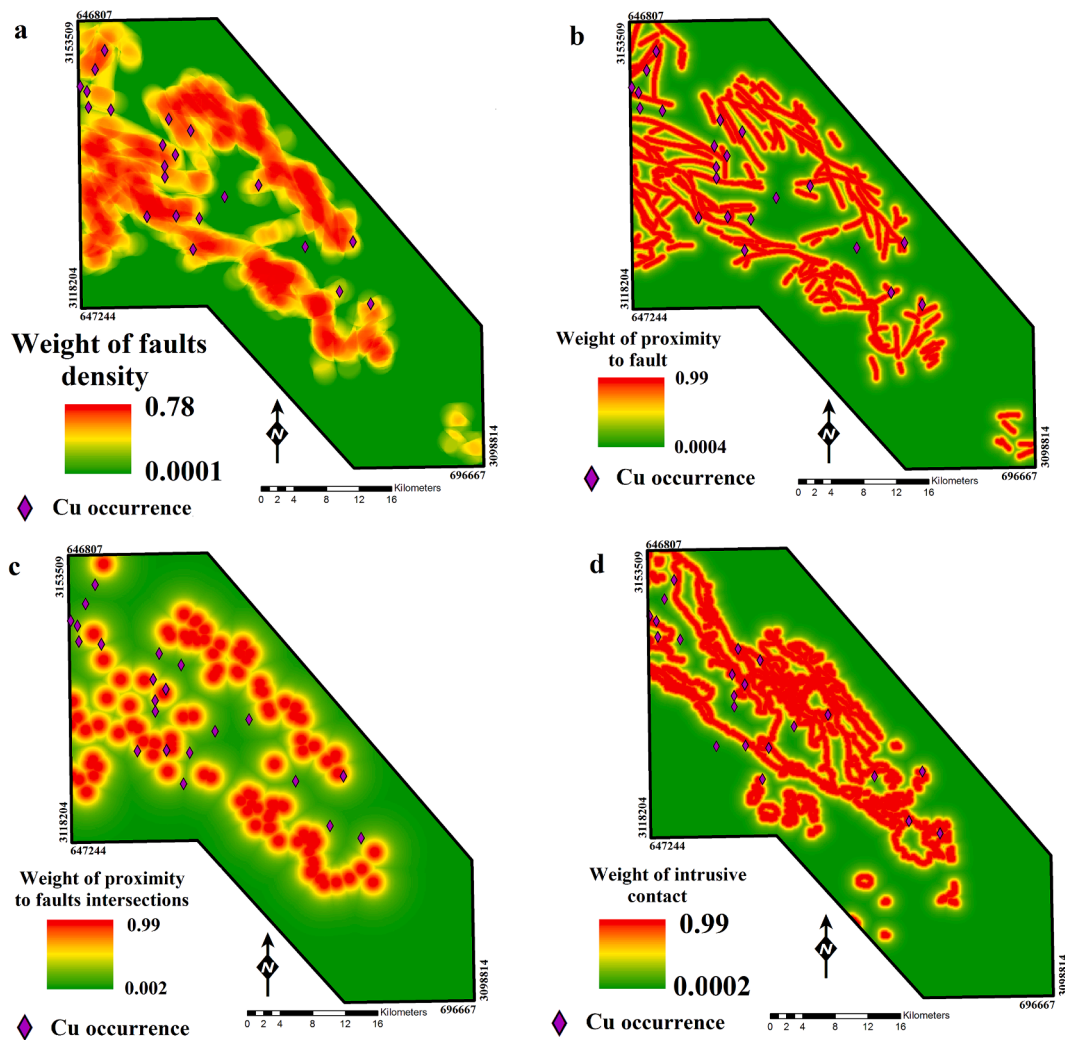 a
646807
3153509
3118204
647244
Weight of faults
density
0.78
0.0001
Cu occurrence
N
Kilometers
0 2 4 8 12 16
3098814
696667
b
646807
3153509
3118204
647244
Weight of proximity
to fault
0.99
0.0004
Cu occurrence
N
Kilometers
0 2 4 8 12 16
3098814
696667
c
646807
3153509
3118204
647244
Weight of proximity
to faults intersections
0.99
0.002
Cu occurrence
N
Kilometers
0 2 4 8 12 16
3098814
696667
d
646807
3153509
3118204
647244
Weight of intrusive
contact
0.99
0.0002
Cu occurrence
N
Kilometers
0 2 4 8 12 16
3098814
696667